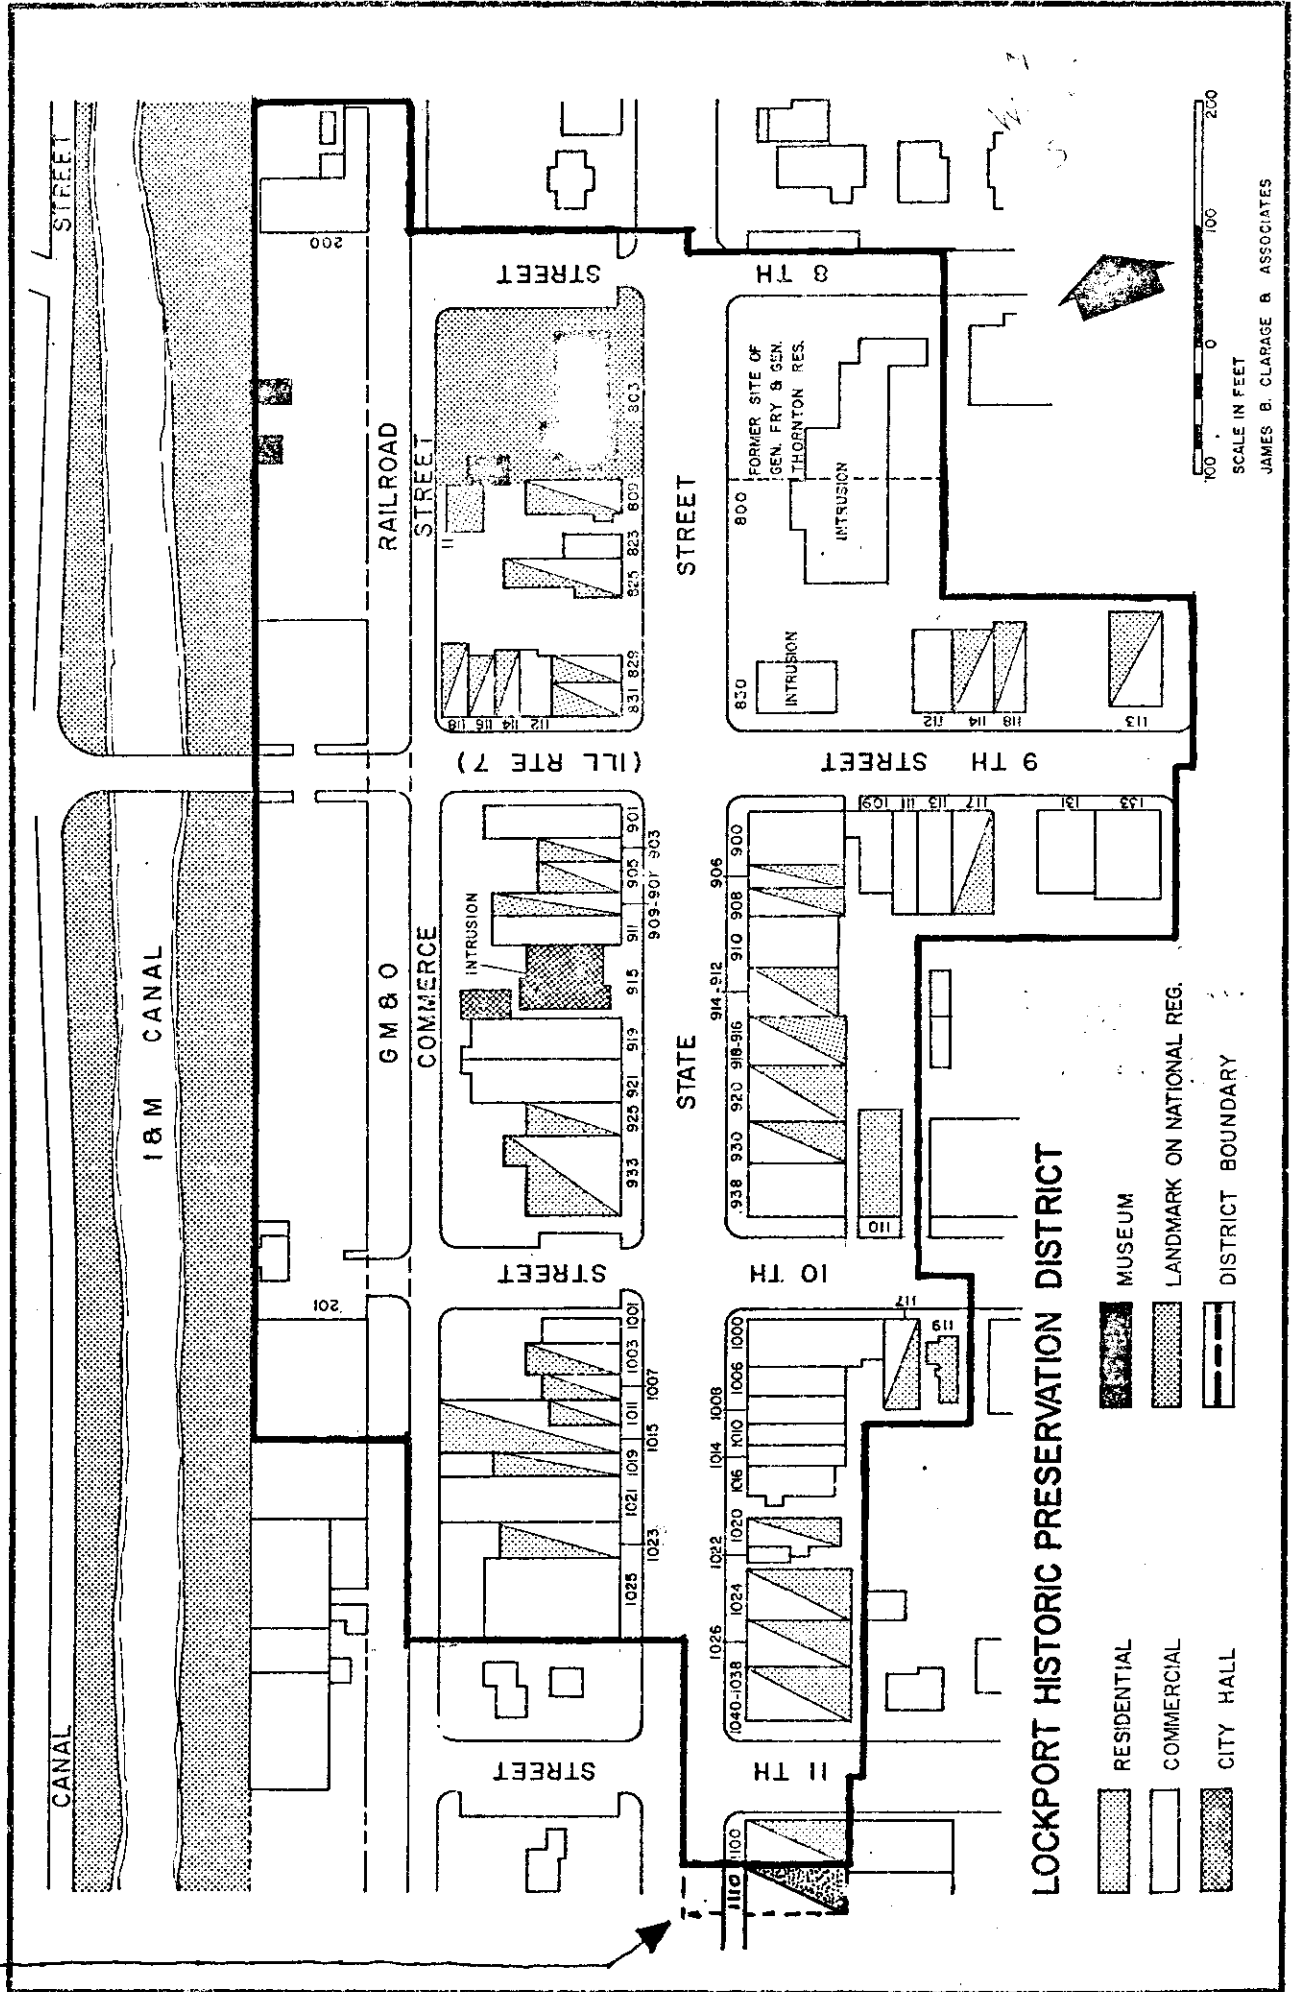 CANAL
STREET
I & M CANAL
201
200
G M & O
RAILROAD
COMMERCE
STREET
STREET
STREET
(ILL RTE 7)
STREET
1025
1023
1021
1019
1015
1011
1007
1003
1001
933
925
921
919
915
INTRUSION
911
909-907
905
903
901
118
116
114
112
831
829
825
823
809
803
11
STATE
STREET
1110
1100
11 TH
1040-1038
1026
1024
1022
1020
1016
1014
1010
1008
1006
1000
117
119
10 TH
938
930
920
918-916
914-912
910
908
906
900
110
109
111
113
117
131
133
9 TH STREET
830
INTRUSION
112
114
118
113
800
INTRUSION
FORMER SITE OF
GEN. FRY & GEN.
THORNTON RES.
8 TH
LOCKPORT HISTORIC PRESERVATION DISTRICT
RESIDENTIAL
COMMERCIAL
CITY HALL
MUSEUM
LANDMARK ON NATIONAL REG.
DISTRICT BOUNDARY
100 0 100 200
SCALE IN FEET
JAMES B. CLARAGE & ASSOCIATES